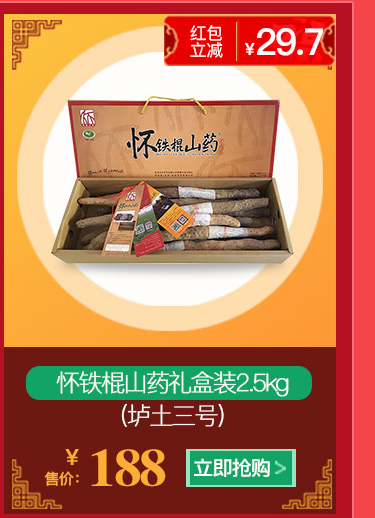 红包
立减
¥29.7
怀铁棍山药
怀铁棍山药礼盒装2.5kg
(垆土三号)
售价:
¥188
立即抢购>